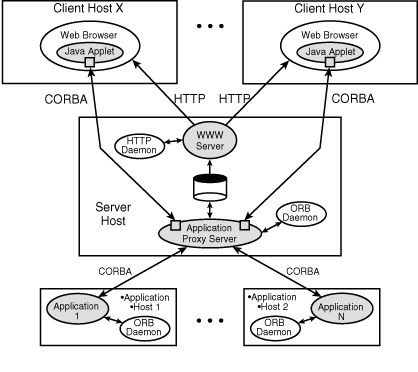 Client Host X
Client Host Y
Web Browser
Java Applet
Web Browser
Java Applet
CORBA
HTTP
HTTP
CORBA
WWW
Server
HTTP
Daemon
Server
Host
ORB
Daemon
Application
Proxy Server
CORBA
CORBA
Application
1
•Application
•Host 1
ORB
Daemon
•Application
•Host 2
Application
N
ORB
Daemon